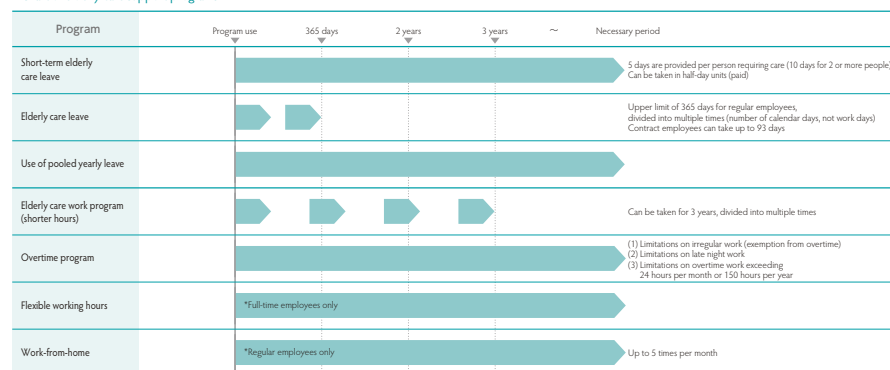 Program
Program use 365 days 2 years 3 years ~ Necessary period
Short-term elderly
care leave
5 days are provided per person requiring care (10 days for 2 or more people)
Can be taken in half-day units (paid)
Elderly care leave
Upper limit of 365 days for regular employees,
divided into multiple times (number of calendar days, not work days)
Contract employees can take up to 93 days
Use of pooled yearly leave
Elderly care work program
(shorter hours)
Can be taken for 3 years, divided into multiple times
Overtime program
(1) Limitations on irregular work (exemption from overtime)
(2) Limitations on late night work
(3) Limitations on overtime work exceeding
24 hours per month or 150 hours per year
Flexible working hours
*Full-time employees only
Work-from-home
*Regular employees only
Up to 5 times per month